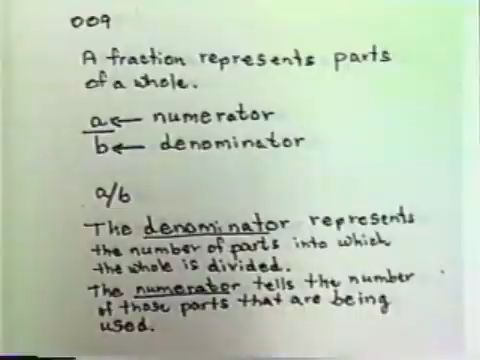 009
A fraction represents parts
of a whole.
a ← numerator
b ← denominator
a/b
The denominator represents
the number of parts into which
the whole is divided.
The numerator tells the number
of those parts that are being
used.